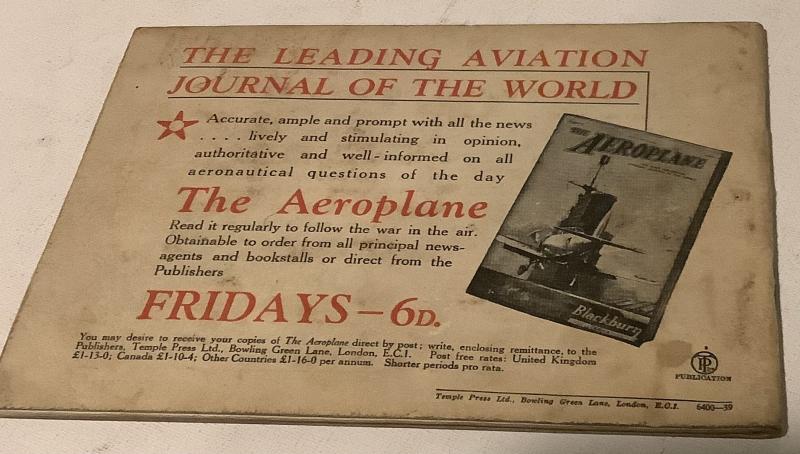 THE LEADING AVIATION
JOURNAL OF THE WORLD
Accurate, ample and prompt with all the news
. . . . lively and stimulating in opinion,
authoritative and well-informed on all
aeronautical questions of the day
The Aeroplane
Read it regularly to follow the war in the air.
Obtainable to order from all principal news-
agents and bookstalls or direct from the
Publishers
FRIDAYS – 6D.
THE AEROPLANE
Blackburn
You may desire to receive your copies of The Aeroplane direct by post; write, enclosing remittance, to the
Publishers, Temple Press Ltd., Bowling Green Lane, London, E.C.1. Post free rates: United Kingdom
£1-13-0; Canada £1-10-4; Other Countries £1-16-0 per annum. Shorter periods pro rata.
TPL
PUBLICATION
Temple Press Ltd., Bowling Green Lane, London, E.C.1. 6400—39